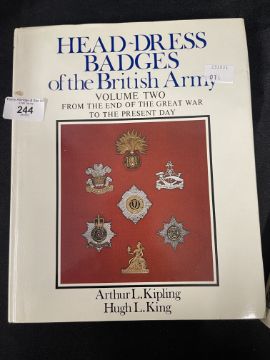 HEAD-DRESS
BADGES
of the British Army
VOLUME TWO
FROM THE END OF THE GREAT WAR
TO THE PRESENT DAY
244
Arthur L. Kipling
Hugh L. King